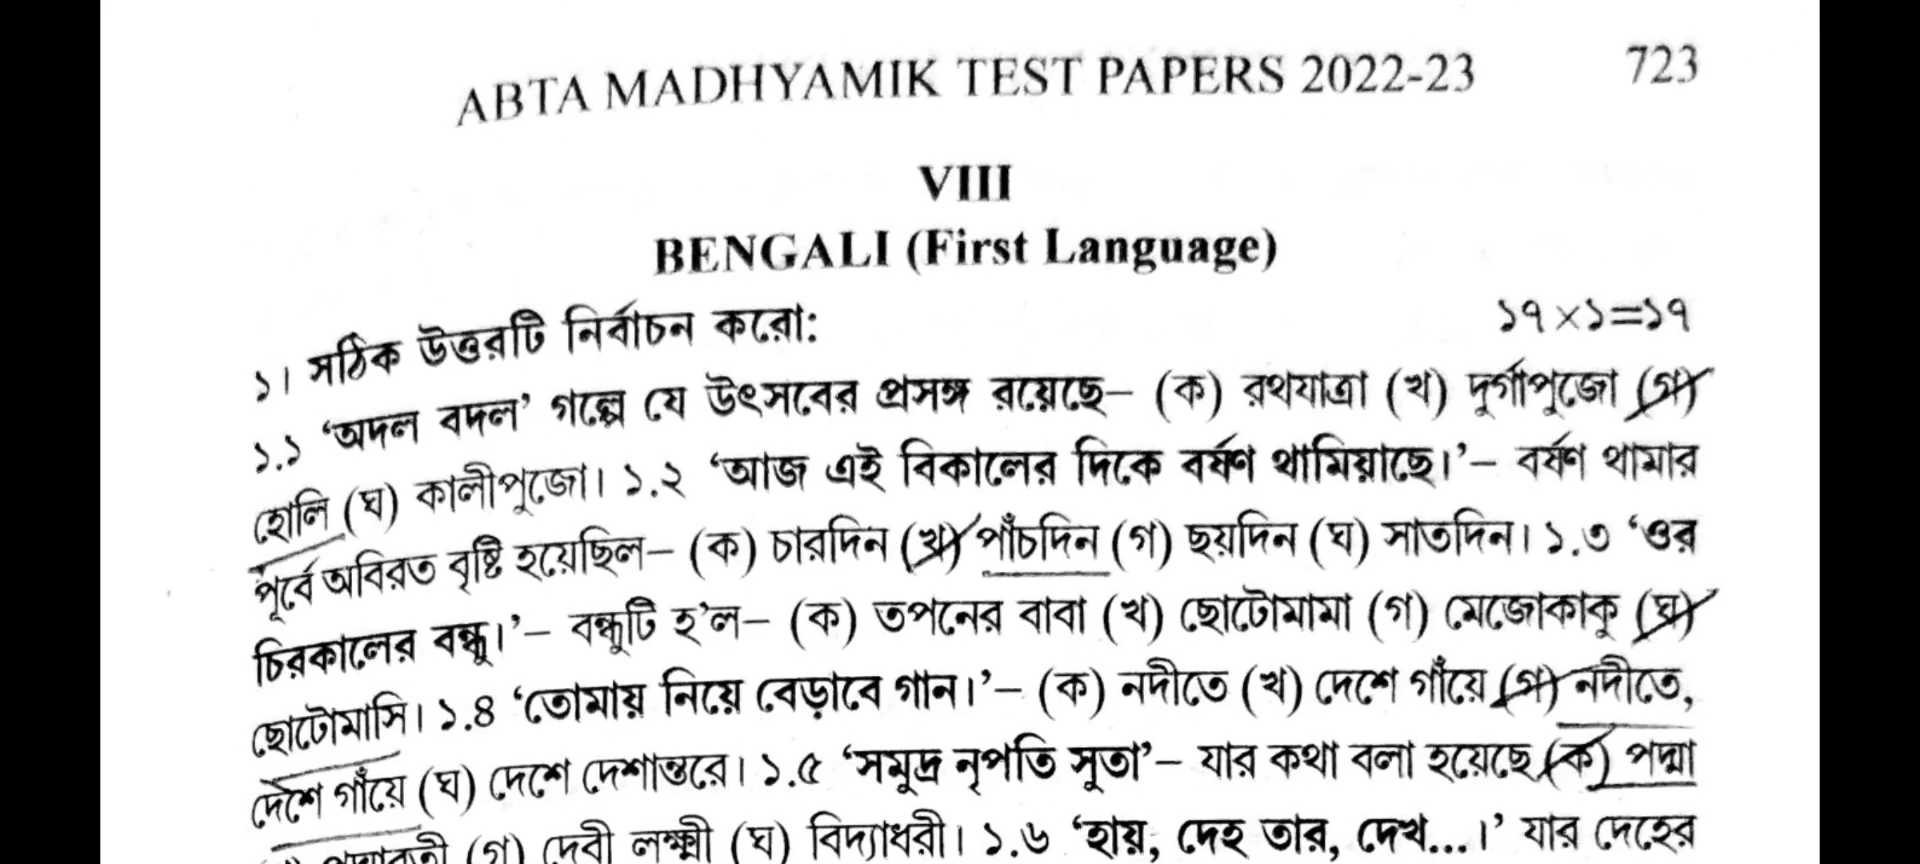 ABTA MADHYAMIK TEST PAPERS 2022-23 723
VIII
BENGALI (First Language)
১। সঠিক উত্তরটি নির্বাচন করো: ১৭×১=১৭
১.১ ‘অদল বদল’ গল্পে যে উৎসবের প্রসঙ্গ রয়েছে– (ক) রথযাত্রা (খ) দুর্গাপুজো (গ)
হোলি (ঘ) কালীপুজো। ১.২ ‘আজ এই বিকালের দিকে বর্ষণ থামিয়াছে।’– বর্ষণ থামার
পূর্বে অবিরত বৃষ্টি হয়েছিল– (ক) চারদিন (খ) পাঁচদিন (গ) ছয়দিন (ঘ) সাতদিন। ১.৩ ‘ওর
চিরকালের বন্ধু।’– বন্ধুটি হ’ল– (ক) তপনের বাবা (খ) ছোটোমামা (গ) মেজোকাকু (ঘ)
ছোটোমাসি। ১.৪ ‘তোমায় নিয়ে বেড়াবে গান।’– (ক) নদীতে (খ) দেশে গাঁয়ে (গ) নদীতে,
দেশে গাঁয়ে (ঘ) দেশে দেশান্তরে। ১.৫ ‘সমুদ্র নৃপতি সুতা’– যার কথা বলা হয়েছে (ক) পদ্মা
পদ্মাবতী (গ) দেবী লক্ষ্মী (ঘ) বিদ্যাধরী। ১.৬ ‘হায়, দেহ তার, দেখ...।’ যার দেহের